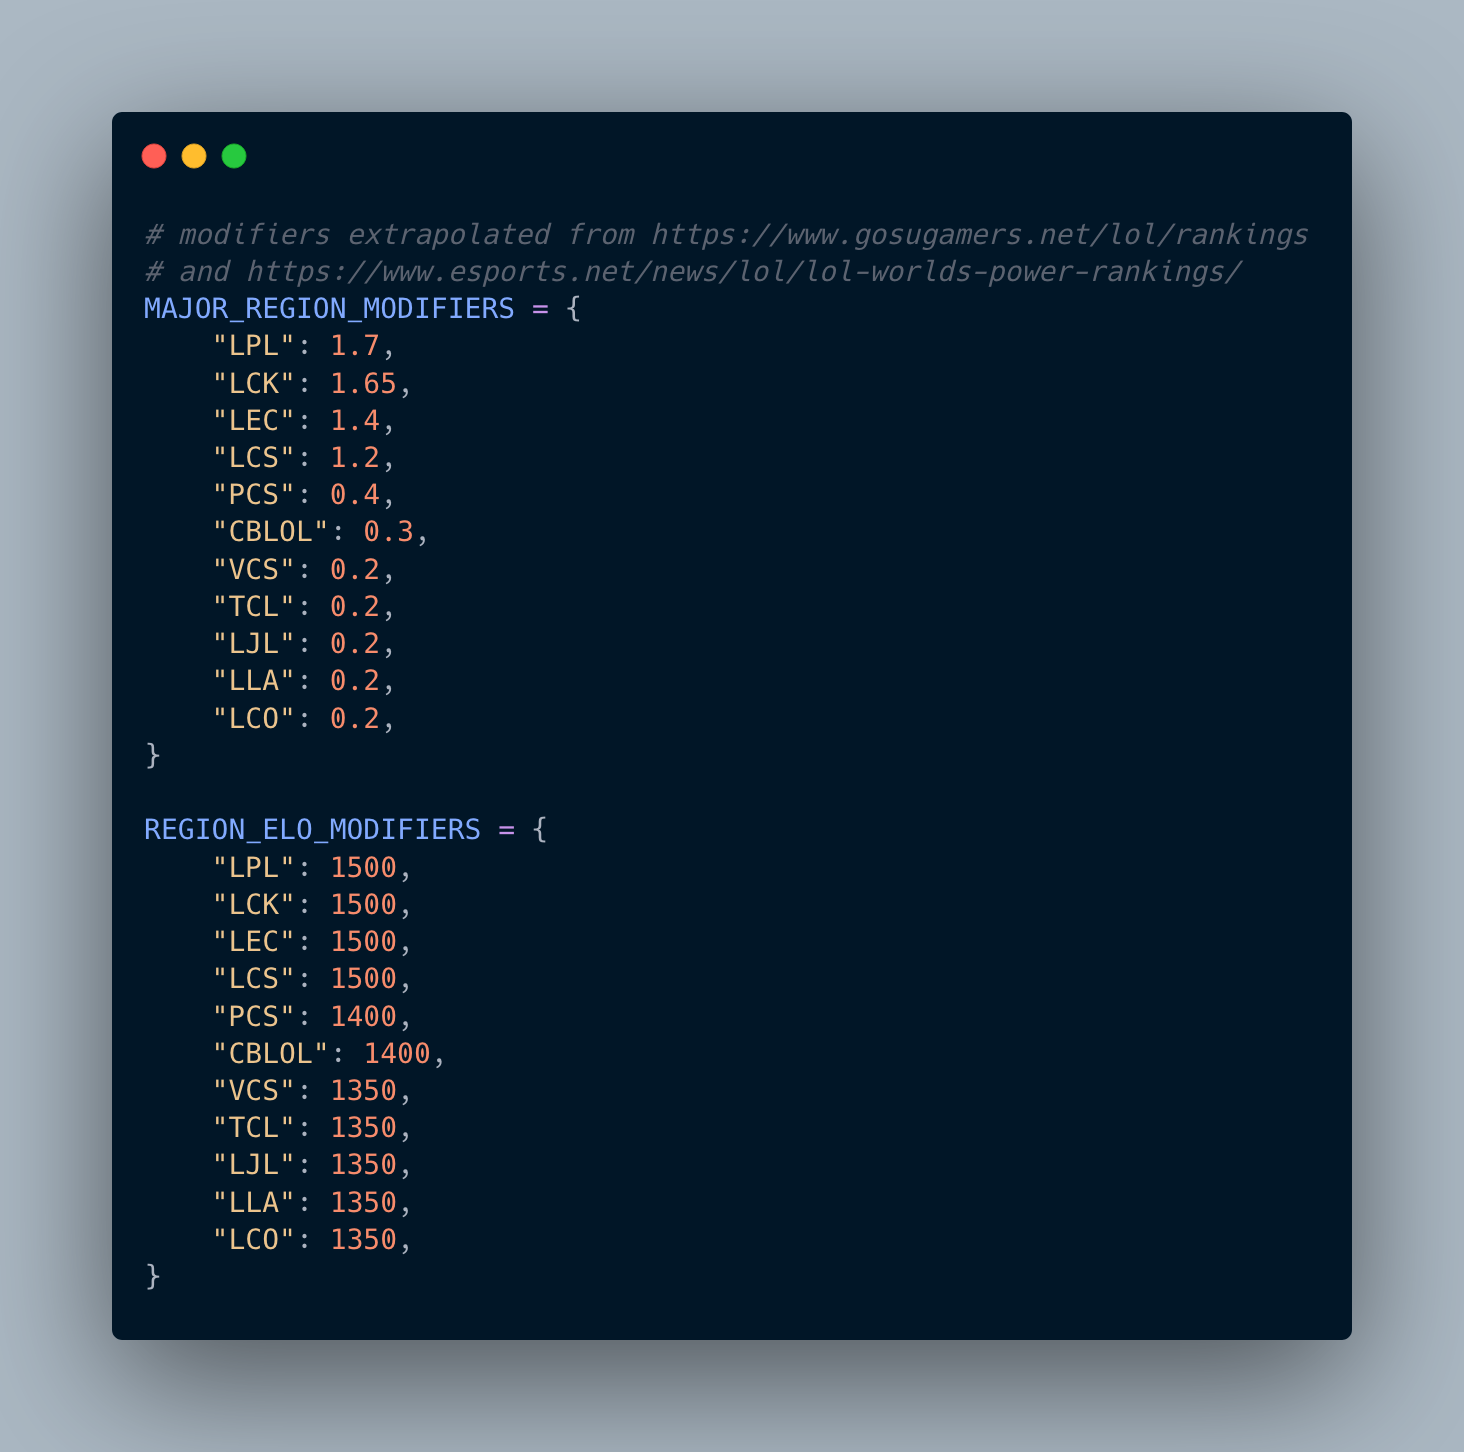 # modifiers extrapolated from https://www.gosugamers.net/lol/rankings
# and https://www.esports.net/news/lol/lol-worlds-power-rankings/
MAJOR_REGION_MODIFIERS = {
    "LPL": 1.7,
    "LCK": 1.65,
    "LEC": 1.4,
    "LCS": 1.2,
    "PCS": 0.4,
    "CBLOL": 0.3,
    "VCS": 0.2,
    "TCL": 0.2,
    "LJL": 0.2,
    "LLA": 0.2,
    "LCO": 0.2,
}

REGION_ELO_MODIFIERS = {
    "LPL": 1500,
    "LCK": 1500,
    "LEC": 1500,
    "LCS": 1500,
    "PCS": 1400,
    "CBLOL": 1400,
    "VCS": 1350,
    "TCL": 1350,
    "LJL": 1350,
    "LLA": 1350,
    "LCO": 1350,
}